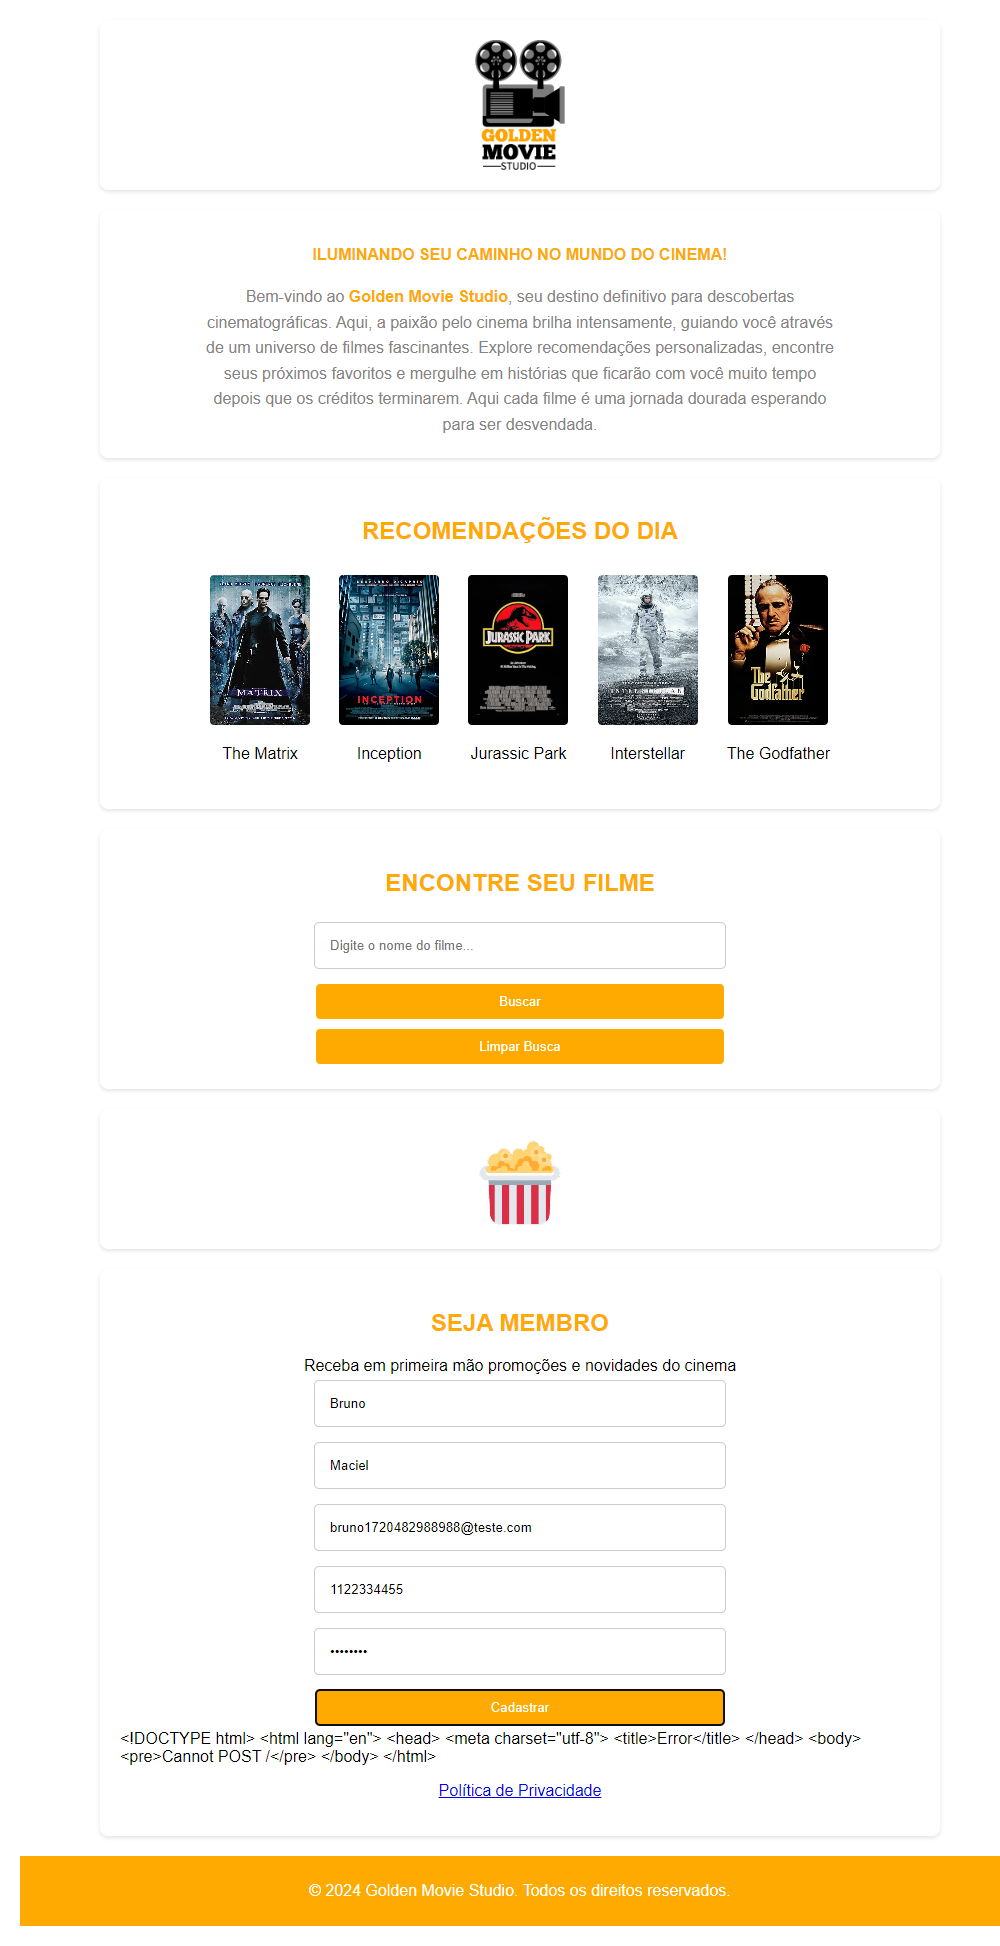 GOLDEN
MOVIE
STUDIO
ILUMINANDO SEU CAMINHO NO MUNDO DO CINEMA!
Bem-vindo ao Golden Movie Studio, seu destino definitivo para descobertas
cinematográficas. Aqui, a paixão pelo cinema brilha intensamente, guiando você através
de um universo de filmes fascinantes. Explore recomendações personalizadas, encontre
seus próximos favoritos e mergulhe em histórias que ficarão com você muito tempo
depois que os créditos terminarem. Aqui cada filme é uma jornada dourada esperando
para ser desvendada.
RECOMENDAÇÕES DO DIA
MATRIX
INCEPTION
JURASSIC PARK
The
Godfather
The Matrix
Inception
Jurassic Park
Interstellar
The Godfather
ENCONTRE SEU FILME
Digite o nome do filme...
Buscar
Limpar Busca
SEJA MEMBRO
Receba em primeira mão promoções e novidades do cinema
Bruno
Maciel
bruno1720482988988@teste.com
1122334455
••••••••
Cadastrar
<!DOCTYPE html> <html lang="en"> <head> <meta charset="utf-8"> <title>Error</title> </head> <body>
<pre>Cannot POST /</pre> </body> </html>
Política de Privacidade
© 2024 Golden Movie Studio. Todos os direitos reservados.